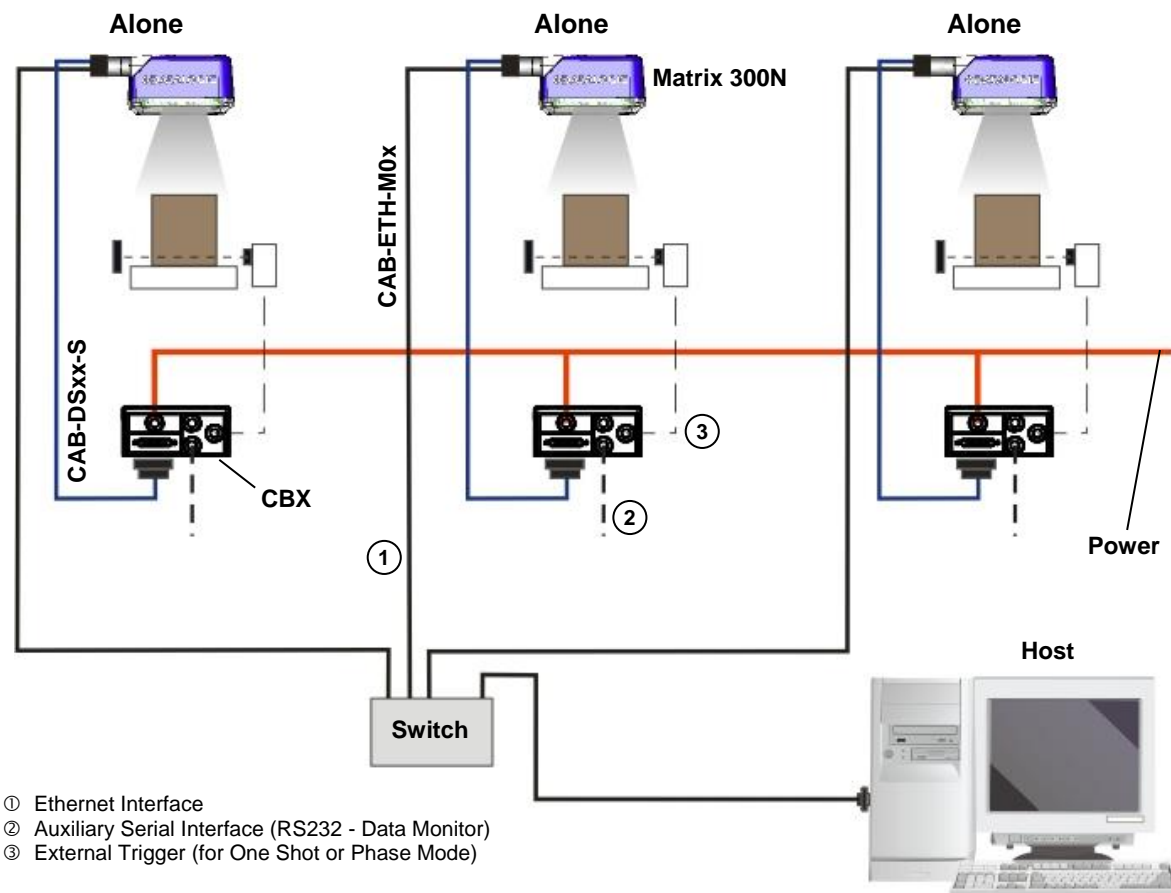 Alone
Alone
Alone
Matrix 300N
CAB-ETH-M0x
CAB-DSxx-S
3
CBX
2
1
Power
Host
Switch
① Ethernet Interface
② Auxiliary Serial Interface (RS232 - Data Monitor)
③ External Trigger (for One Shot or Phase Mode)